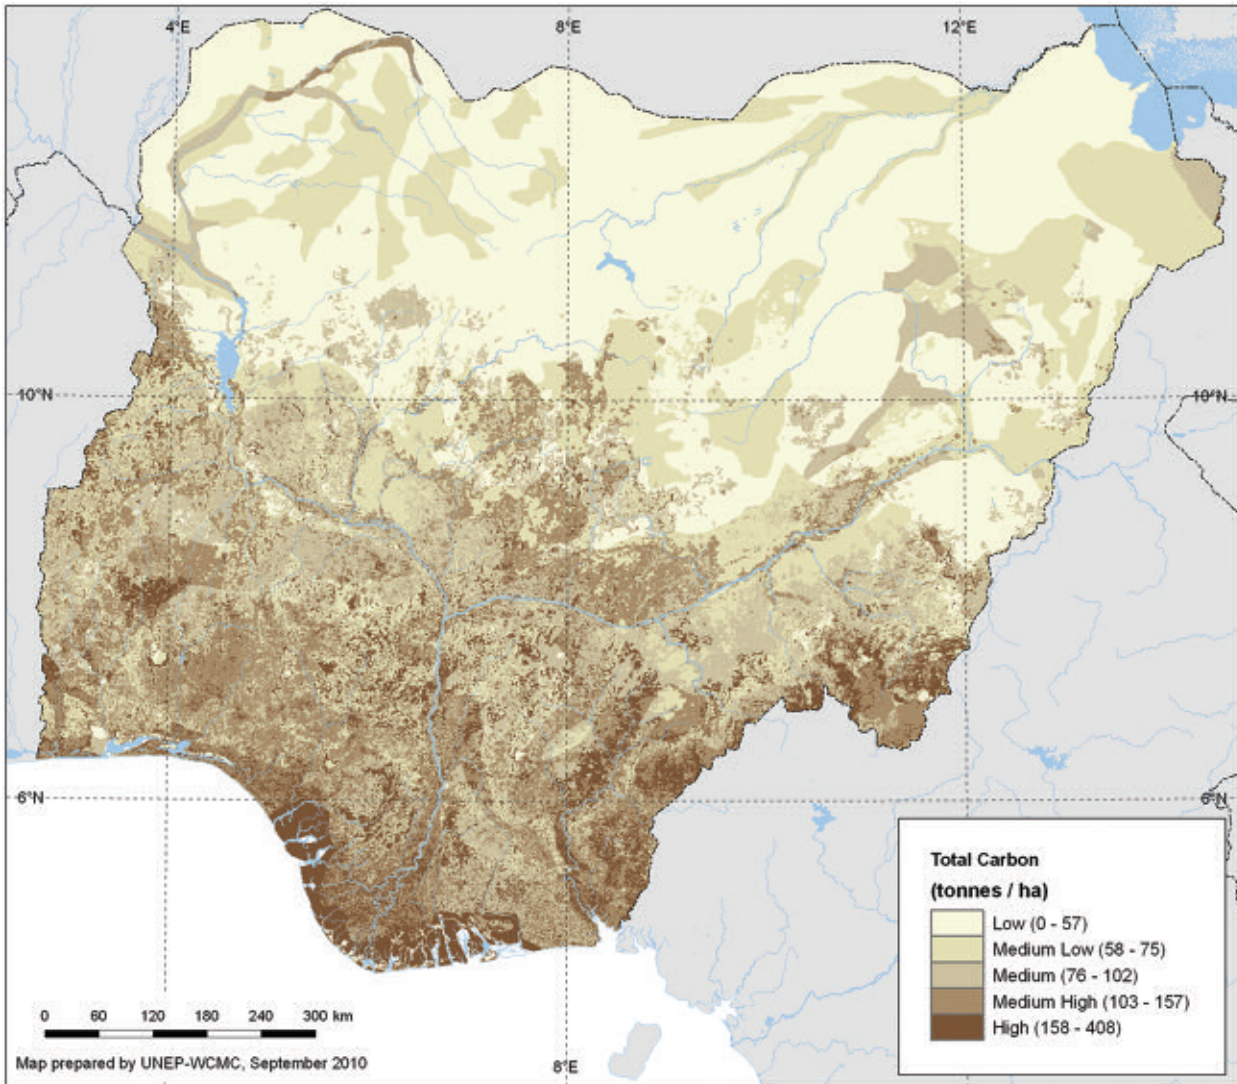 4°E 8°E 12°E
10°N 10°N
6°N 6°N
Total Carbon
(tonnes / ha)
Low (0 - 57)
Medium Low (58 - 75)
Medium (76 - 102)
Medium High (103 - 157)
High (158 - 408)
0 60 120 180 240 300 km
Map prepared by UNEP-WCMC, September 2010
8°E